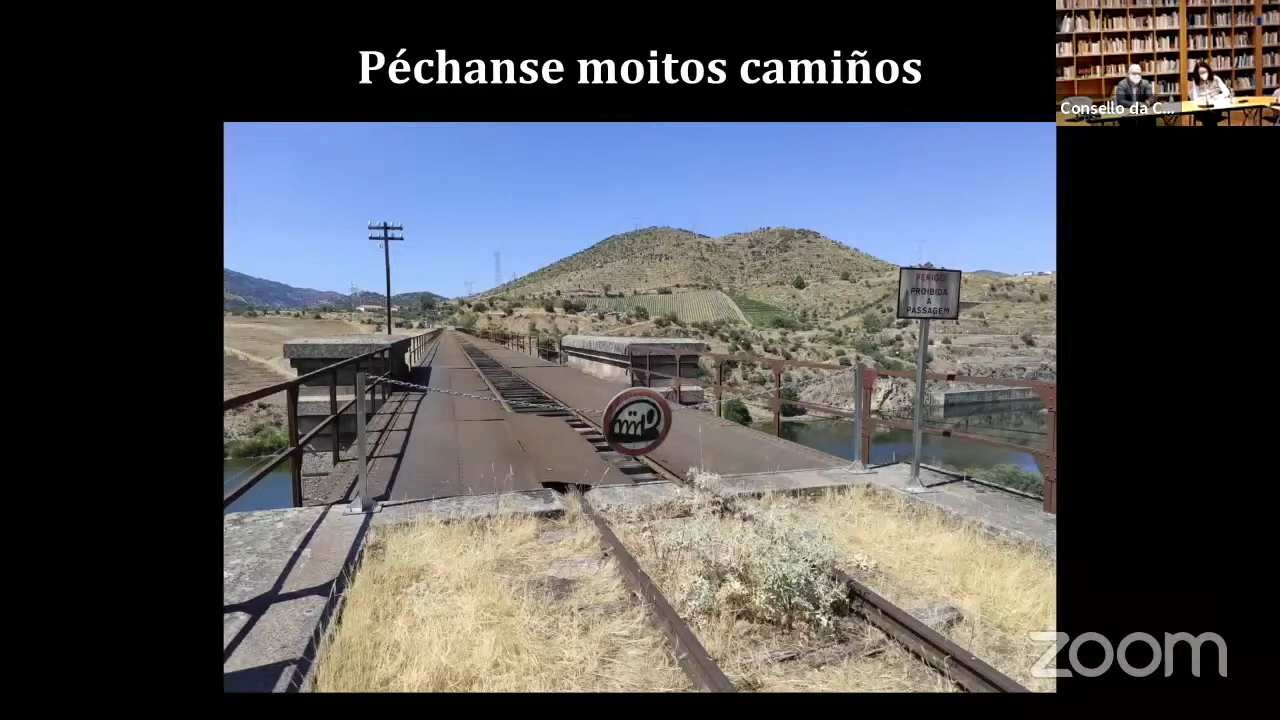 Péchanse moitos camiños
Consello da C...
PERIGO
PROIBIDA
A
PASSAGEM
zoom